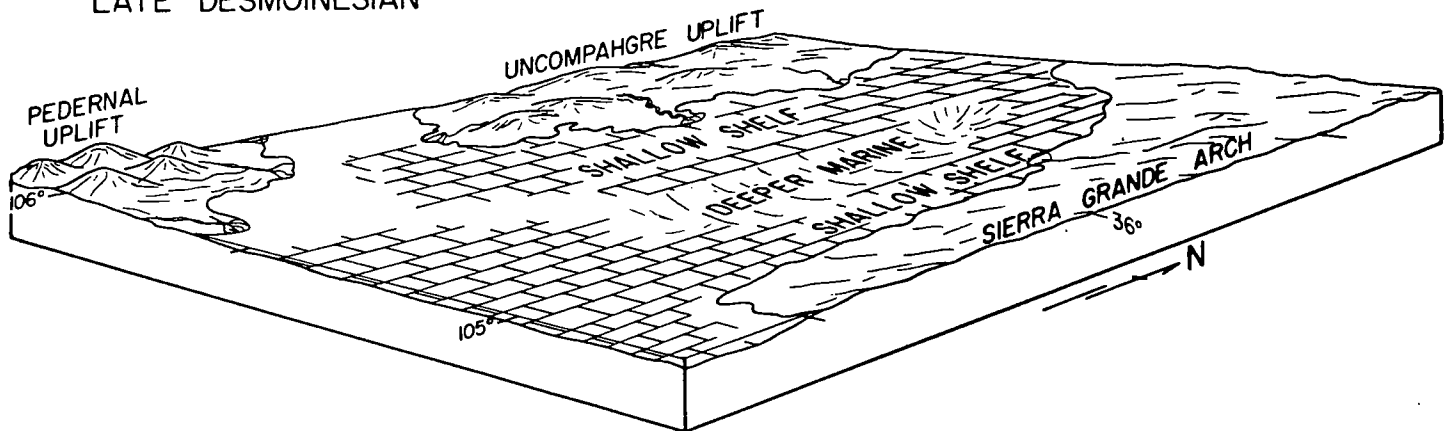 LATE DESMOINESIAN
UNCOMPAHGRE UPLIFT
PEDERNAL
UPLIFT
106°
SHALLOW SHELF
DEEPER MARINE
SHALLOW SHELF
SIERRA GRANDE ARCH
36°
N
105°